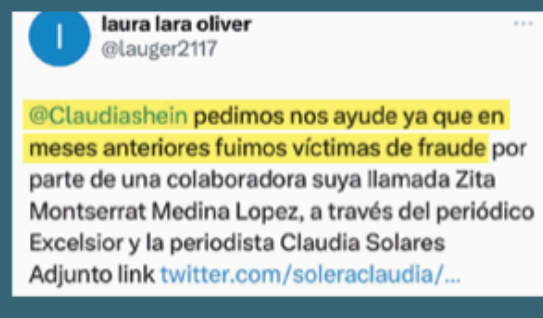 l
laura lara oliver
@lauger2117
@Claudiashein pedimos nos ayude ya que en
meses anteriores fuimos víctimas de fraude por
parte de una colaboradora suya llamada Zita
Montserrat Medina Lopez, a través del periódico
Excelsior y la periodista Claudia Solares
Adjunto link twitter.com/soleraclaudia/...